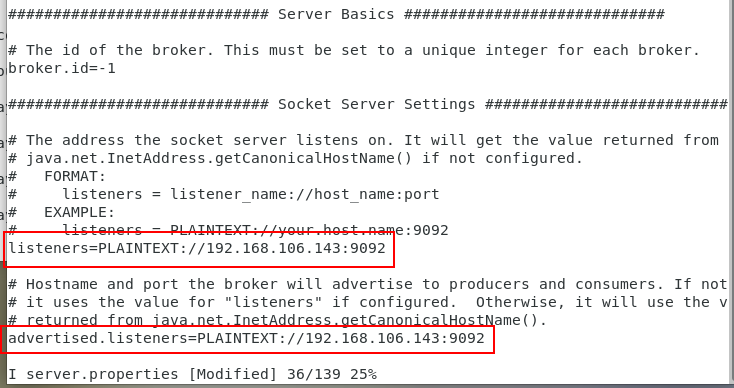 ############################# Server Basics #############################
# The id of the broker. This must be set to a unique integer for each broker.
broker.id=-1
############################# Socket Server Settings ###########################
# The address the socket server listens on. It will get the value returned from
# java.net.InetAddress.getCanonicalHostName() if not configured.
#   FORMAT:
#     listeners = listener_name://host_name:port
#   EXAMPLE:
#     listeners = PLAINTEXT://your.host.name:9092
listeners=PLAINTEXT://192.168.106.143:9092
# Hostname and port the broker will advertise to producers and consumers. If not
# it uses the value for "listeners" if configured.  Otherwise, it will use the v
# returned from java.net.InetAddress.getCanonicalHostName().
advertised.listeners=PLAINTEXT://192.168.106.143:9092
I server.properties [Modified] 36/139 25%